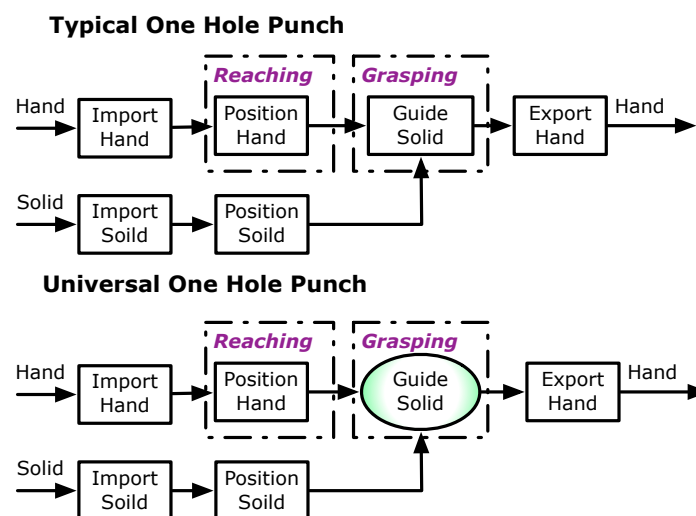 Typical One Hole Punch
Reaching
Grasping
Hand
Import
Hand
Position
Hand
Guide
Solid
Export
Hand
Hand
Solid
Import
Soild
Position
Soild
Universal One Hole Punch
Reaching
Grasping
Hand
Import
Hand
Position
Hand
Guide
Solid
Export
Hand
Hand
Solid
Import
Soild
Position
Soild